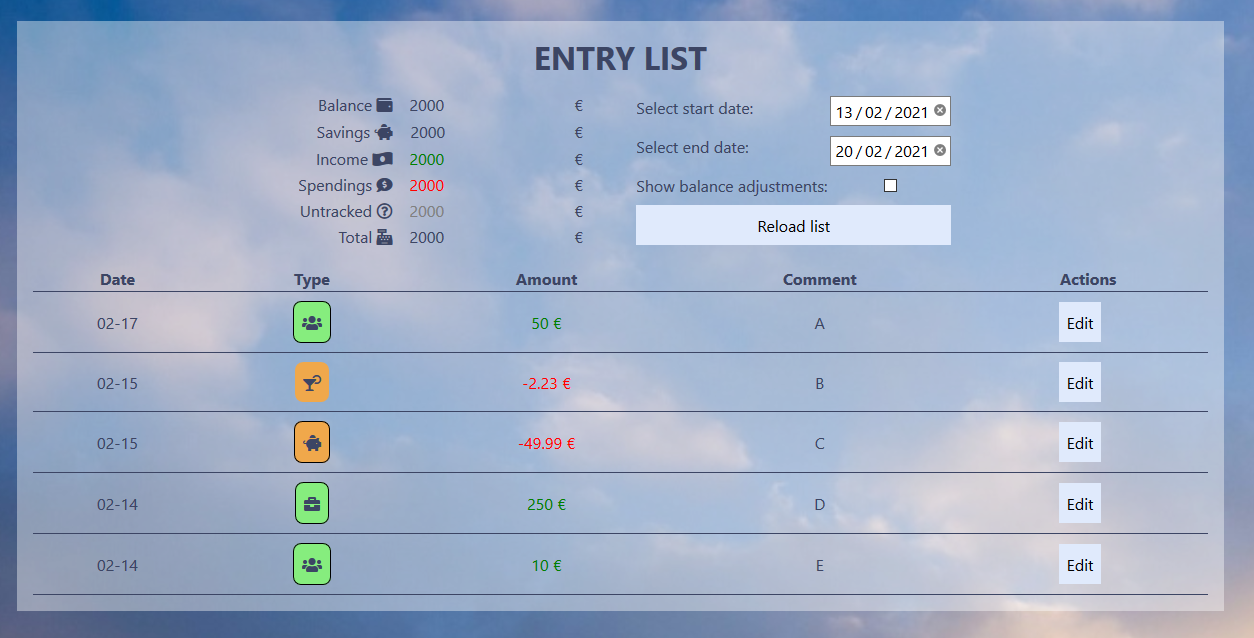 ENTRY LIST
Balance 2000 €
Savings 2000 €
Income 2000 €
Spendings 2000 €
Untracked 2000 €
Total 2000 €
Select start date: 13 / 02 / 2021
Select end date: 20 / 02 / 2021
Show balance adjustments:
Reload list
Date Type Amount Comment Actions
02-17 50 € A Edit
02-15 -2.23 € B Edit
02-15 -49.99 € C Edit
02-14 250 € D Edit
02-14 10 € E Edit